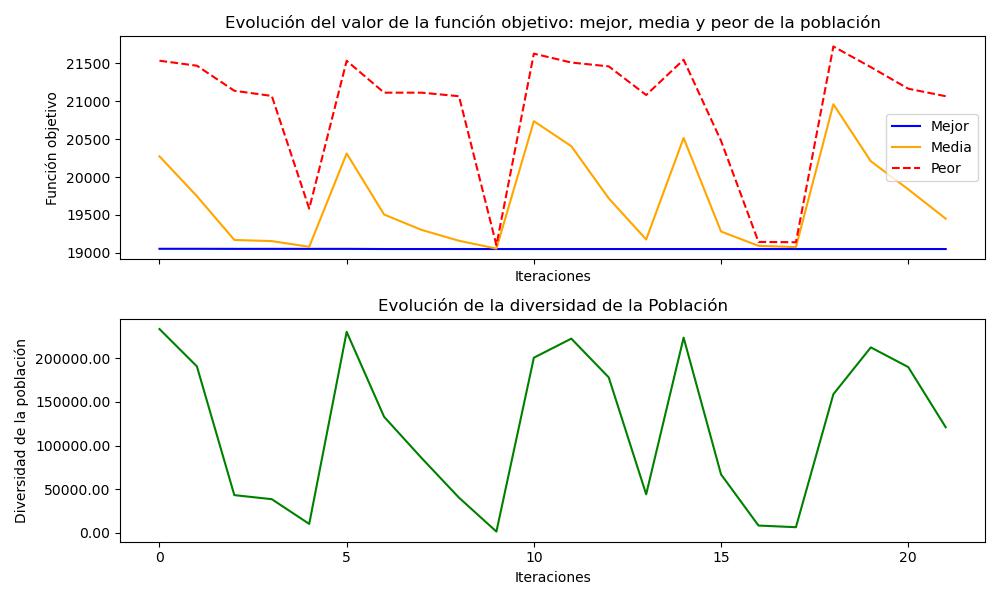 Evolución del valor de la función objetivo: mejor, media y peor de la población
Función objetivo
21500
21000
20500
20000
19500
19000
Mejor
Media
Peor
Iteraciones
Evolución de la diversidad de la Población
Diversidad de la población
200000.00
150000.00
100000.00
50000.00
0.00
0 5 10 15 20
Iteraciones